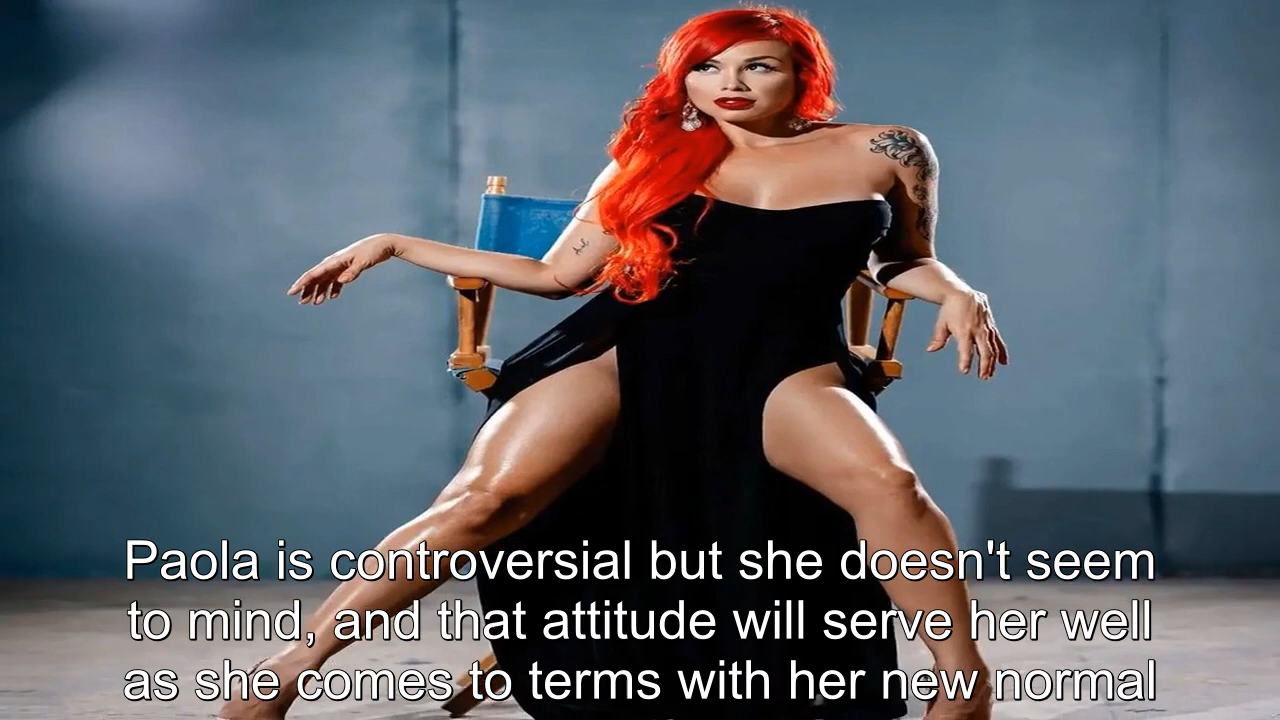 Paola is controversial but she doesn't seem
to mind, and that attitude will serve her well
as she comes to terms with her new normal